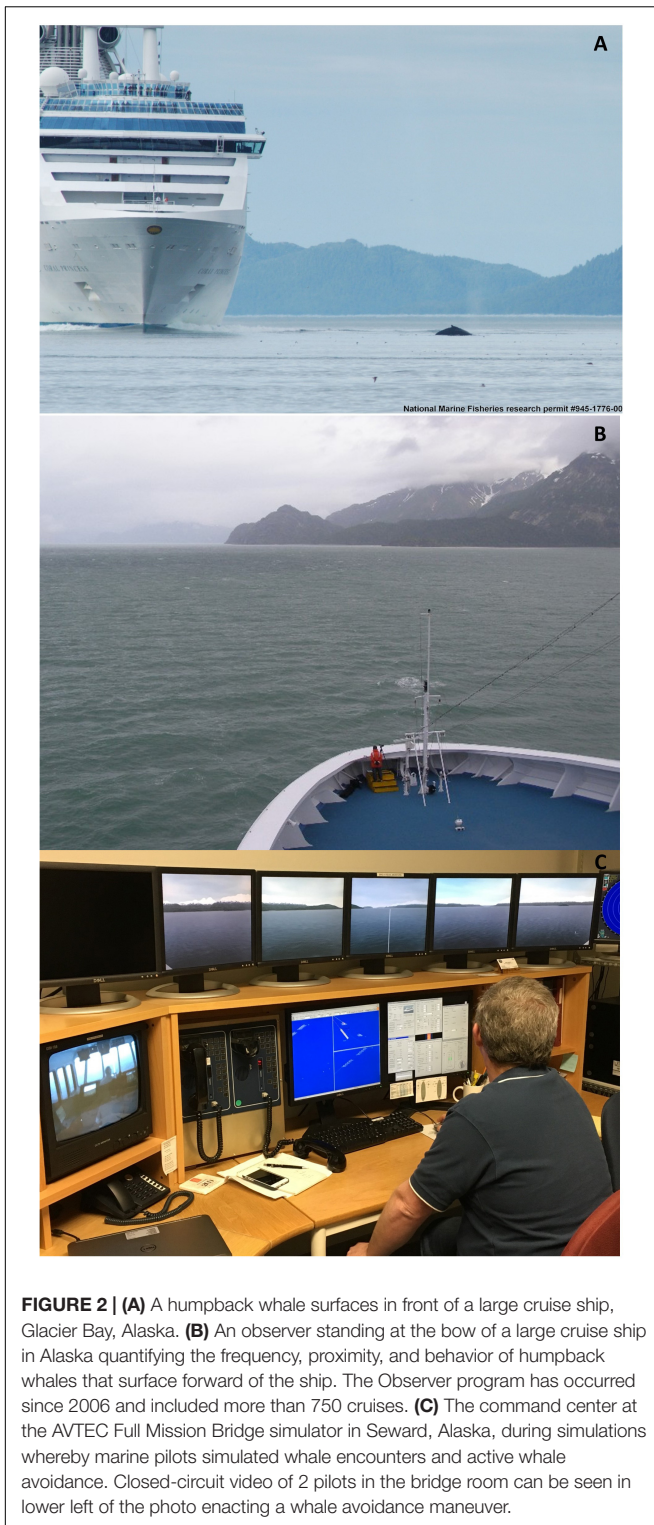 A
National Marine Fisheries research permit #945-1776-00
B
C
FIGURE 2 | (A) A humpback whale surfaces in front of a large cruise ship,
Glacier Bay, Alaska. (B) An observer standing at the bow of a large cruise ship
in Alaska quantifying the frequency, proximity, and behavior of humpback
whales that surface forward of the ship. The Observer program has occurred
since 2006 and included more than 750 cruises. (C) The command center at
the AVTEC Full Mission Bridge simulator in Seward, Alaska, during simulations
whereby marine pilots simulated whale encounters and active whale
avoidance. Closed-circuit video of 2 pilots in the bridge room can be seen in
lower left of the photo enacting a whale avoidance maneuver.